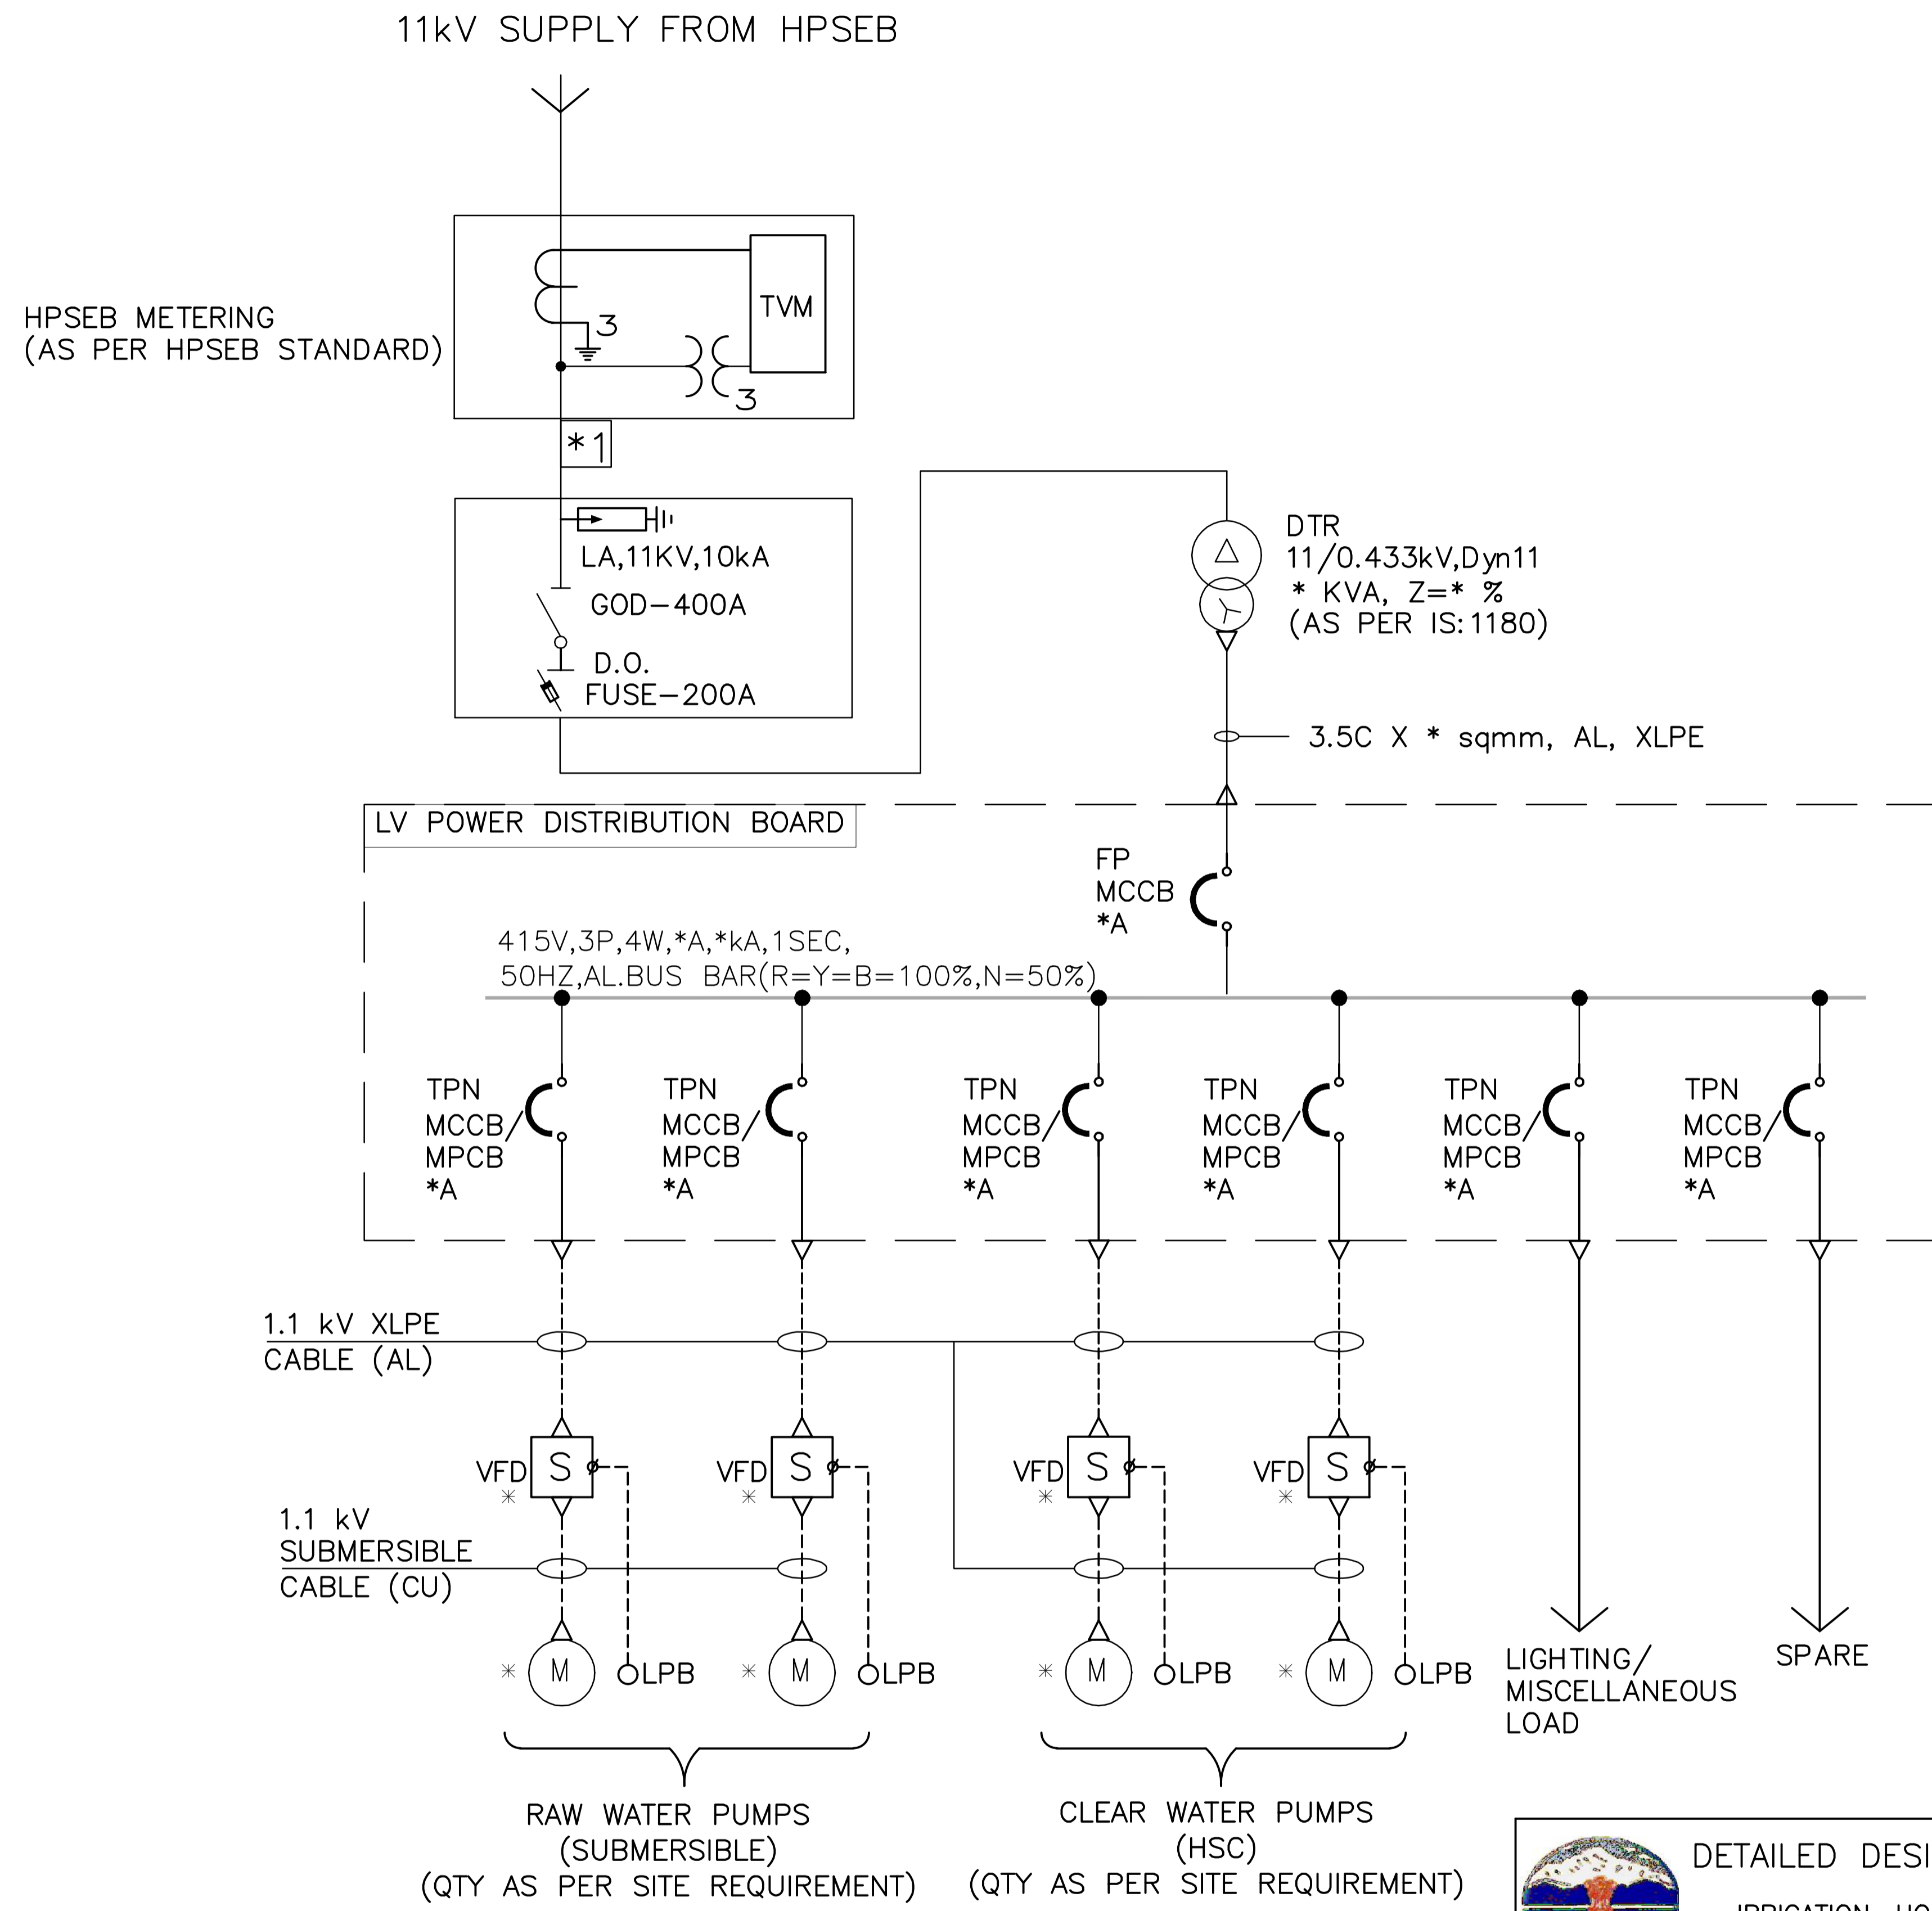 11kV SUPPLY FROM HPSEB
HPSEB METERING
(AS PER HPSEB STANDARD)
TVM
3
3
*1
LA,11KV,10kA
GOD-400A
D.O.
FUSE-200A
DTR
11/0.433kV,Dyn11
* KVA, Z=* %
(AS PER IS:1180)
3.5C X * sqmm, AL, XLPE
LV POWER DISTRIBUTION BOARD
FP
MCCB
*A
415V,3P,4W,*A,*kA,1SEC,
50HZ,AL.BUS BAR(R=Y=B=100%,N=50%)
TPN
MCCB/
MPCB
*A
TPN
MCCB/
MPCB
*A
TPN
MCCB/
MPCB
*A
TPN
MCCB/
MPCB
*A
TPN
MCCB/
MPCB
*A
TPN
MCCB/
MPCB
*A
1.1 kV XLPE
CABLE (AL)
VFD
*
S
VFD
*
S
VFD
*
S
VFD
*
S
1.1 kV
SUBMERSIBLE
CABLE (CU)
* M LPB
* M LPB
* M LPB
* M LPB
LIGHTING/
MISCELLANEOUS
LOAD
SPARE
RAW WATER PUMPS
(SUBMERSIBLE)
(QTY AS PER SITE REQUIREMENT)
CLEAR WATER PUMPS
(HSC)
(QTY AS PER SITE REQUIREMENT)
DETAILED DESI